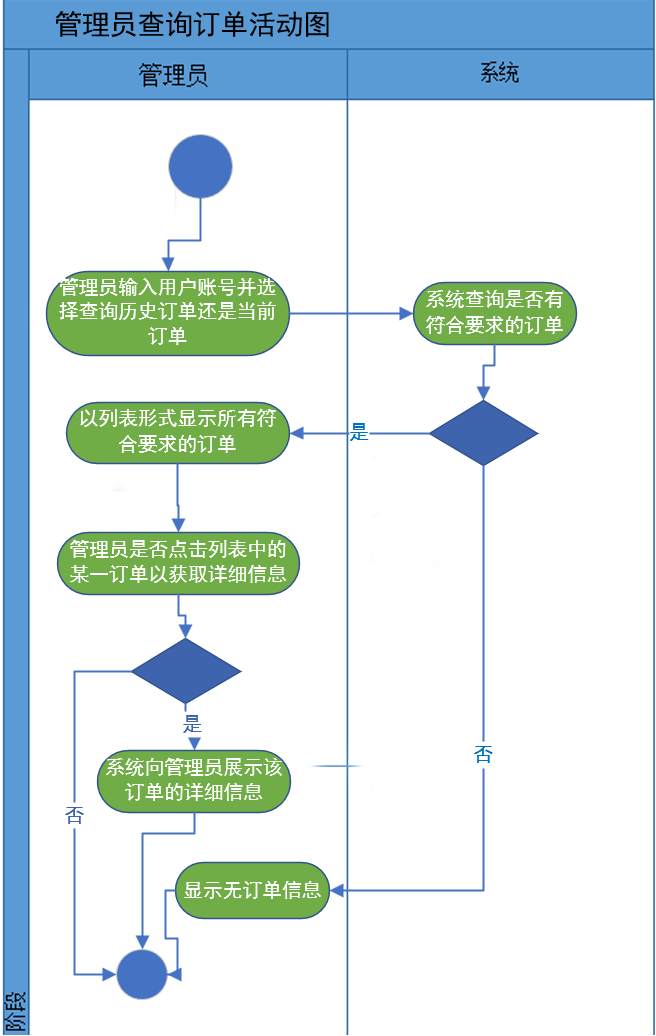 管理员查询订单活动图
管理员
系统
管理员输入用户账号并选
择查询历史订单还是当前
订单
系统查询是否有
符合要求的订单
以列表形式显示所有符
合要求的订单
是
管理员是否点击列表中的
某一订单以获取详细信息
是
系统向管理员展示该
订单的详细信息
否
否
显示无订单信息
阶段